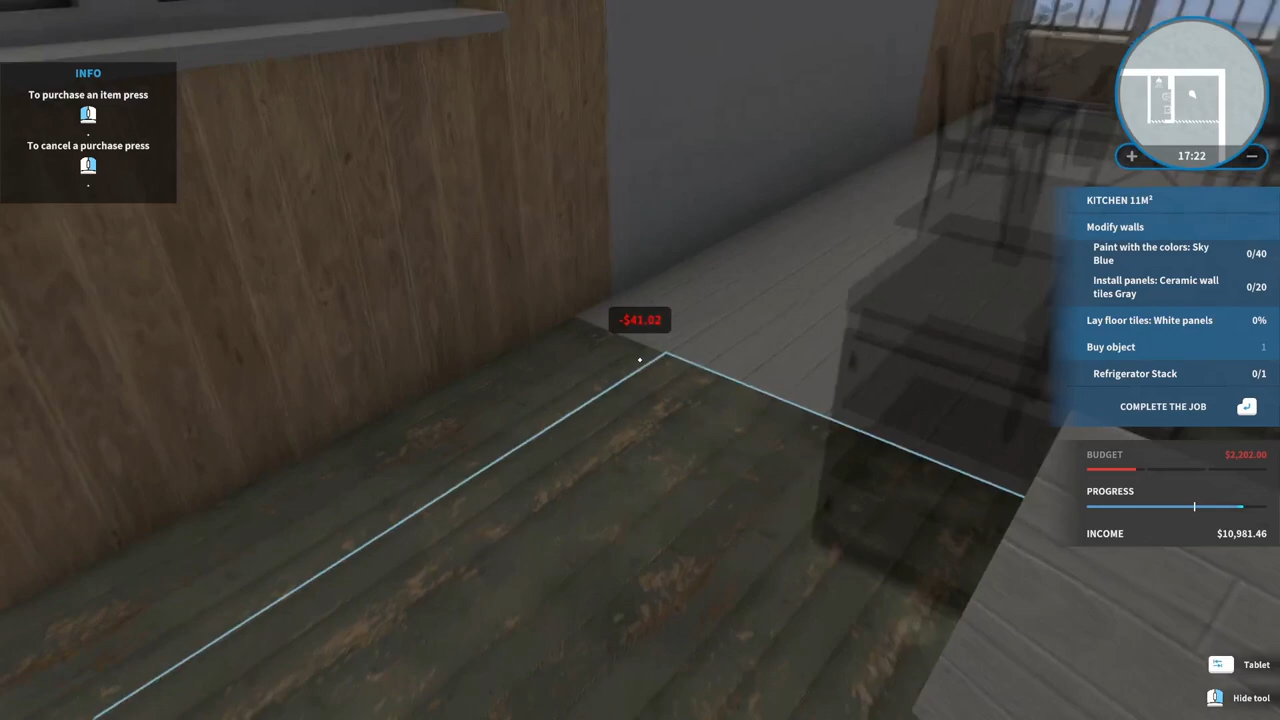 INFO
To purchase an item press
.
To cancel a purchase press
.
17:22
KITCHEN 11M²
Modify walls
Paint with the colors: Sky
Blue
0/40
Install panels: Ceramic wall
tiles Gray
0/20
Lay floor tiles: White panels 0%
Buy object 1
Refrigerator Stack 0/1
COMPLETE THE JOB
-$41.02
BUDGET $2,202.00
PROGRESS
INCOME $10,981.46
Tablet
Hide tool